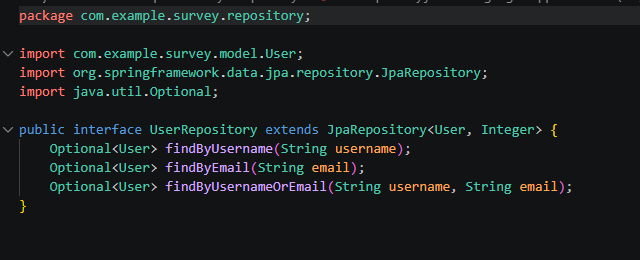 package com.example.survey.repository;
import com.example.survey.model.User;
import org.springframework.data.jpa.repository.JpaRepository;
import java.util.Optional;
public interface UserRepository extends JpaRepository<User, Integer> {
    Optional<User> findByUsername(String username);
    Optional<User> findByEmail(String email);
    Optional<User> findByUsernameOrEmail(String username, String email);
}